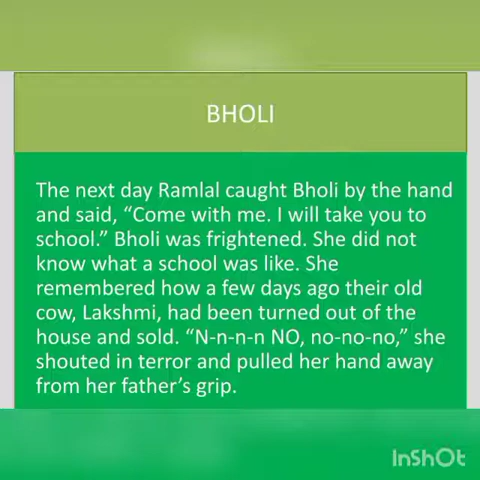 BHOLI
The next day Ramlal caught Bholi by the hand
and said, “Come with me. I will take you to
school.” Bholi was frightened. She did not
know what a school was like. She
remembered how a few days ago their old
cow, Lakshmi, had been turned out of the
house and sold. “N-n-n-n NO, no-no-no,” she
shouted in terror and pulled her hand away
from her father’s grip.
InShOt